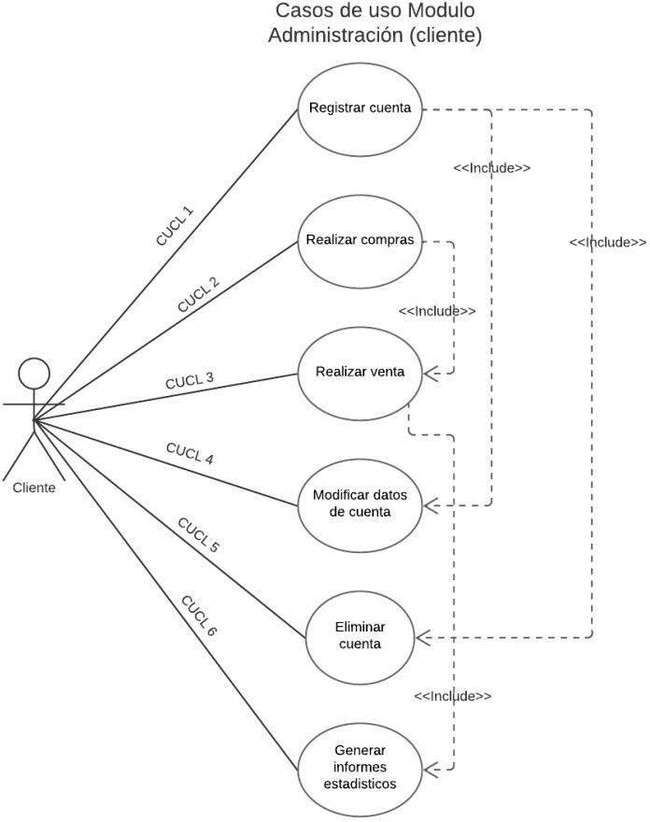 Casos de uso Modulo
Administración (cliente)
Registrar cuenta
<<Include>>
CUCL 1
Realizar compras
<<Include>>
CUCL 2
<<Include>>
Realizar venta
CUCL 3
CUCL 4
Cliente
Modificar datos
de cuenta
CUCL 5
CUCL 6
Eliminar
cuenta
<<Include>>
Generar
informes
estadisticos